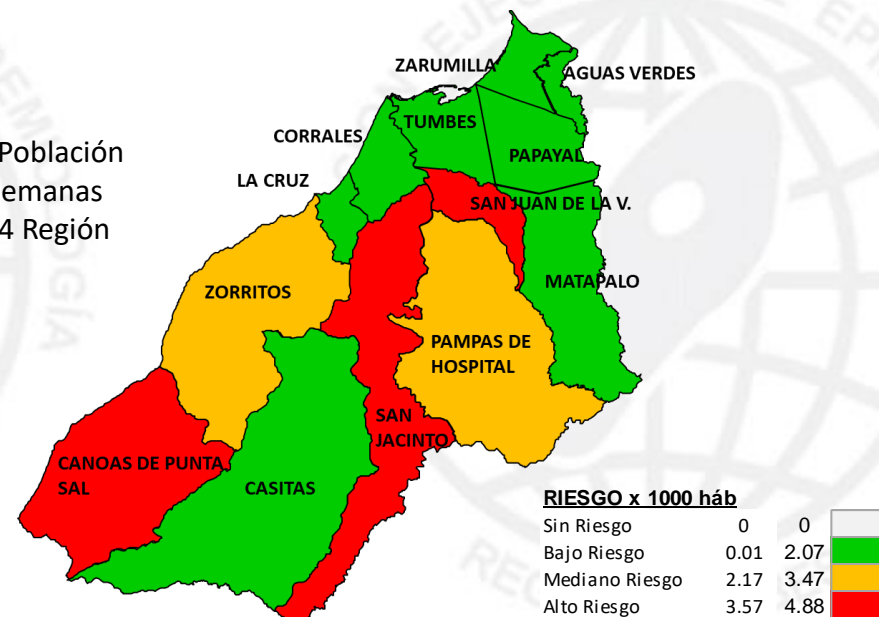 Población
emanas
4 Región
ZARUMILLA
AGUAS VERDES
TUMBES
CORRALES
PAPAYAL
LA CRUZ
SAN JUAN DE LA V.
MATAPALO
ZORRITOS
PAMPAS DE
HOSPITAL
SAN
JACINTO
CANOAS DE PUNTA
SAL
CASITAS
RIESGO x 1000 háb
Sin Riesgo 0 0
Bajo Riesgo 0.01 2.07
Mediano Riesgo 2.17 3.47
Alto Riesgo 3.57 4.88